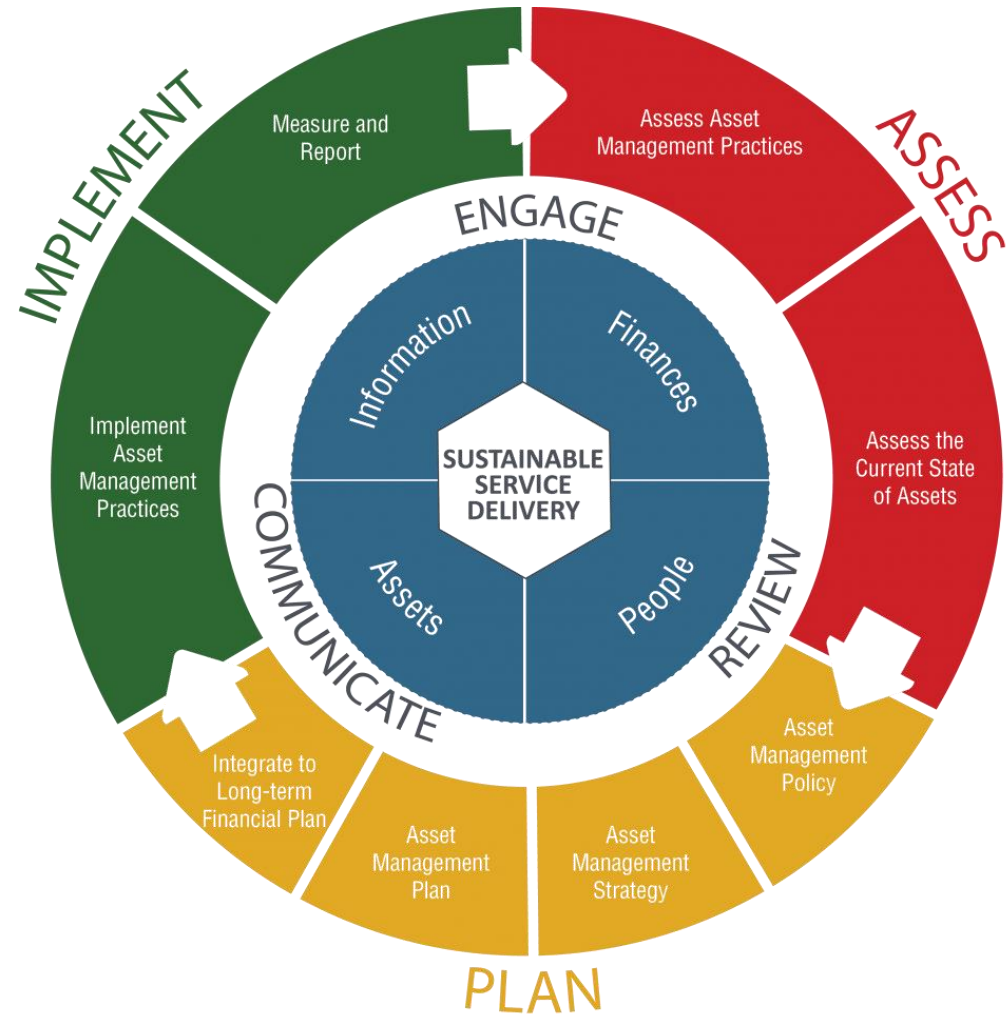 IMPLEMENT
Measure and
Report
Assess Asset
Management Practices
ASSESS
ENGAGE
Information
Finances
Implement
Asset
Management
Practices
SUSTAINABLE
SERVICE
DELIVERY
Assess the
Current State
of Assets
COMMUNICATE
Assets
People
REVIEW
Integrate to
Long-term
Financial Plan
Asset
Management
Plan
Asset
Management
Strategy
Asset
Management
Policy
PLAN